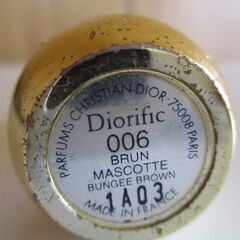 PARFUMS CHRISTIAN DIOR-75008 PARIS
Diorific
006
BRUN
MASCOTTE
BUNGEE BROWN
1A03
MADE IN FRANCE